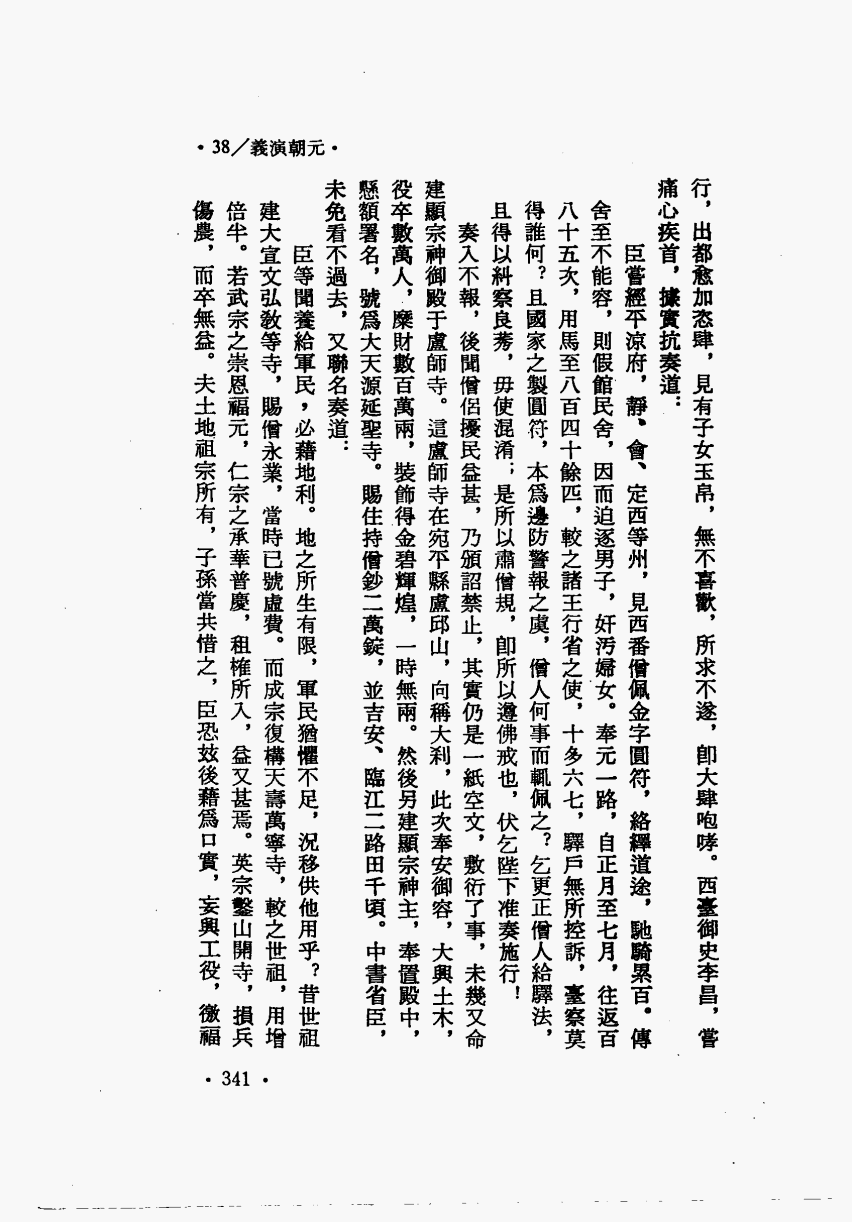 ·38／義演朝元·
行，出都愈加恣肆，見有子女玉帛，無不喜歡，所求不遂，卽大肆咆哮。西臺御史李昌，嘗
痛心疾首，據實抗奏道：
臣嘗經平涼府，靜、會、定西等州，見西番僧佩金字圓符，絡繹道途，馳騎累百。傳
舍至不能容，則假館民舍，因而迫逐男子，奸汚婦女。奉元一路，自正月至七月，往返百
八十五次，用馬至八百四十餘匹，較之諸王行省之使，十多六七，驛戶無所控訴，臺察莫
得誰何？且國家之製圓符，本爲邊防警報之虞，僧人何事而輒佩之？乞更正僧人給驛法，
且得以糾察良莠，毋使混淆；是所以肅僧規，卽所以遵佛戒也，伏乞陛下准奏施行！
奏入不報，後聞僧侶擾民益甚，乃頒詔禁止，其實仍是一紙空文，敷衍了事，未幾又命
建顯宗神御殿于盧師寺。這盧師寺在宛平縣盧邱山，向稱大刹，此次奉安御容，大興土木，
役卒數萬人，糜財數百萬兩，裝飾得金碧輝煌，一時無兩。然後另建顯宗神主，奉置殿中，
懸額署名，號爲大天源延聖寺。賜住持僧鈔二萬錠，並吉安、臨江二路田千頃。中書省臣，
未免看不過去，又聯名奏道：
臣等聞養給軍民，必藉地利。地之所生有限，軍民猶懼不足，況移供他用乎？昔世祖
建大宣文弘敎等寺，賜僧永業，當時已號虛費。而成宗復構天壽萬寧寺，較之世祖，用增
倍半。若武宗之崇恩福元，仁宗之承華普慶，租榷所入，益又甚焉。英宗鑿山開寺，損兵
傷農，而卒無益。夫土地祖宗所有，子孫當共惜之，臣恐玆後藉爲口實，妄興工役，徼福
·341·